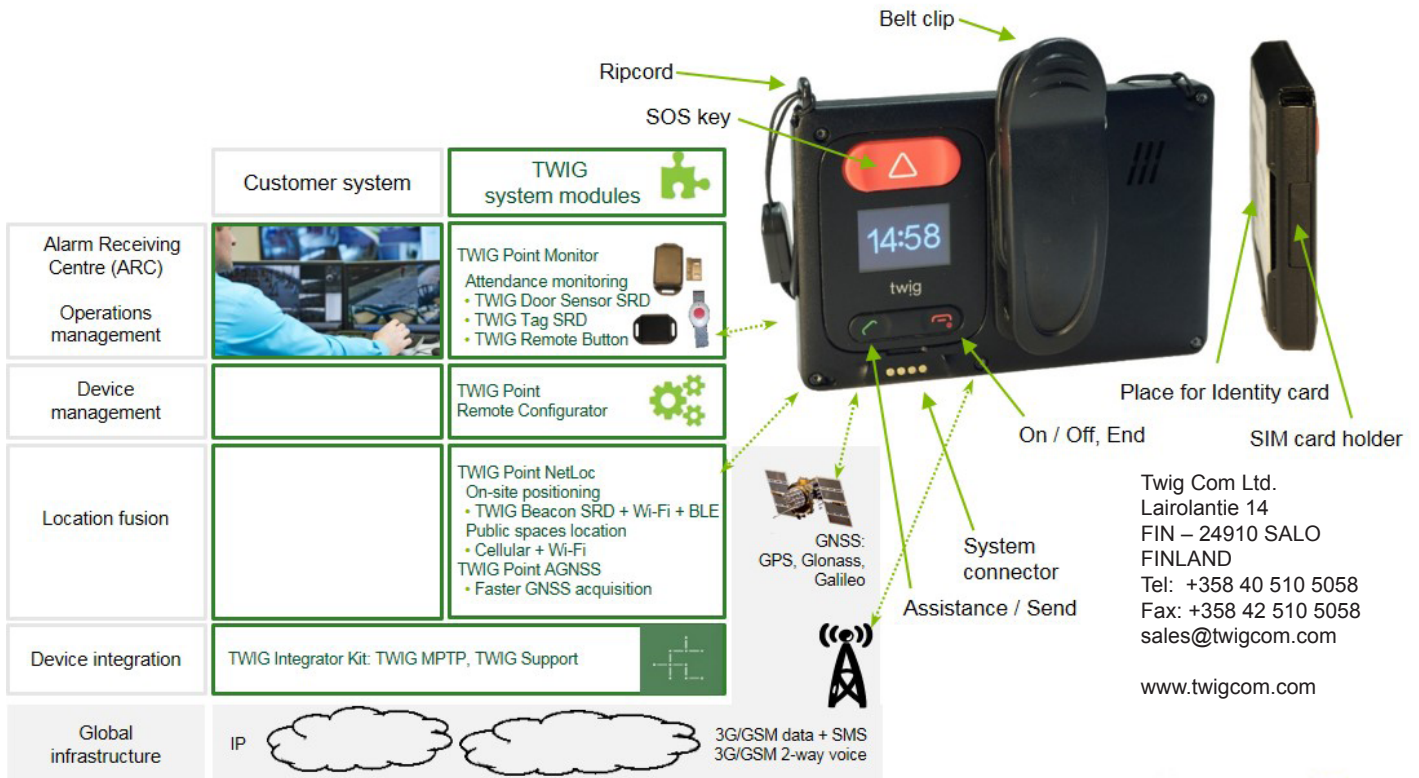 Belt clip
Ripcord
SOS key
Customer system
TWIG
system modules
Alarm Receiving
Centre (ARC)
Operations
management
TWIG Point Monitor
Attendance monitoring
• TWIG Door Sensor SRD
• TWIG Tag SRD
• TWIG Remote Button
14:58
twig
Device
management
TWIG Point
Remote Configurator
Place for Identity card
On / Off, End
SIM card holder
Location fusion
TWIG Point NetLoc
On-site positioning
• TWIG Beacon SRD + Wi-Fi + BLE
Public spaces location
• Cellular + Wi-Fi
TWIG Point AGNSS
• Faster GNSS acquisition
GNSS:
GPS, Glonass,
Galileo
System
connector
Assistance / Send
Twig Com Ltd.
Lairolantie 14
FIN – 24910 SALO
FINLAND
Tel: +358 40 510 5058
Fax: +358 42 510 5058
sales@twigcom.com
www.twigcom.com
Device integration
TWIG Integrator Kit: TWIG MPTP, TWIG Support
Global
infrastructure
IP
3G/GSM data + SMS
3G/GSM 2-way voice